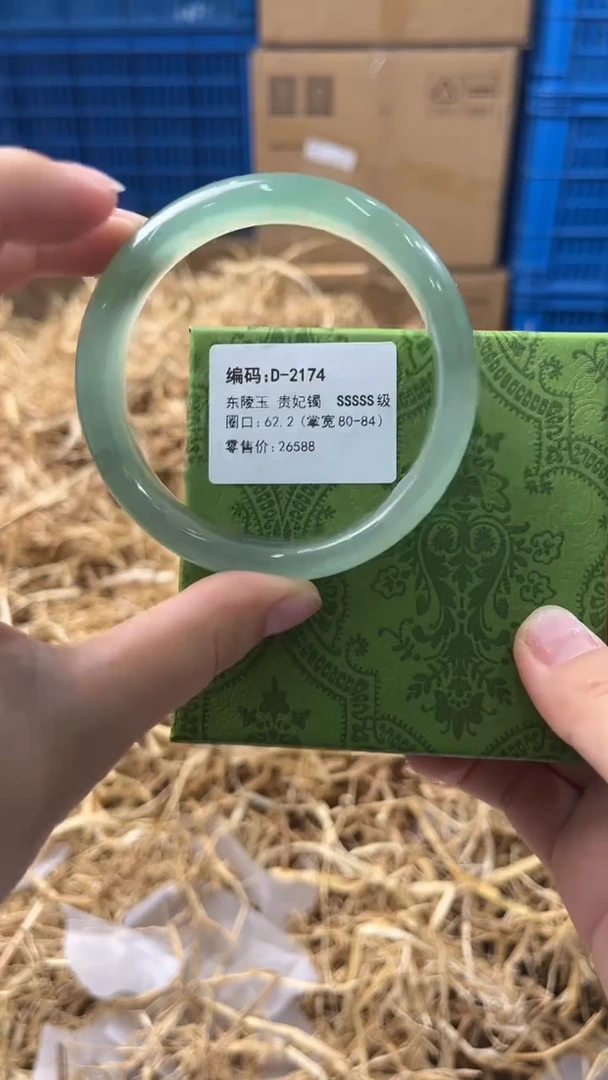 编码:D-2174
东陵玉 贵妃镯 SSSSS级
圈口:62.2(掌宽80-84)
零售价:26588